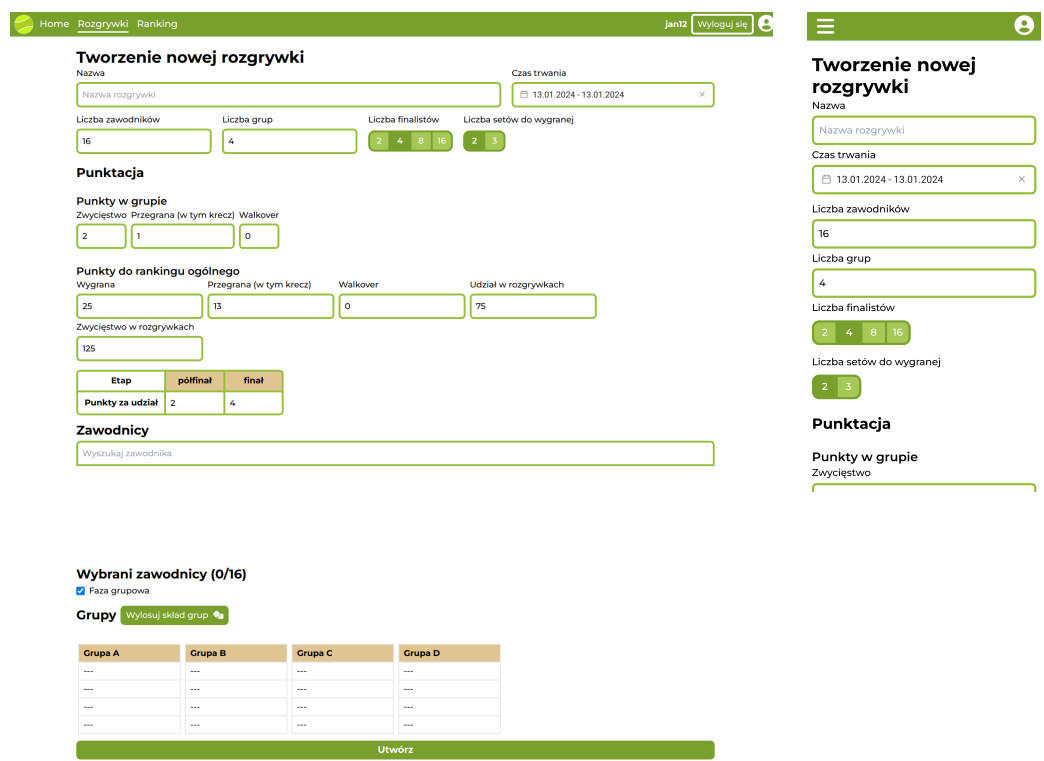 Home Rozgrywki Ranking jan12 Wyloguj się
Tworzenie nowej rozgrywki
Nazwa Czas trwania
Nazwa rozgrywki 13.01.2024 - 13.01.2024
Liczba zawodników Liczba grup Liczba finalistów Liczba setów do wygranej
16 4 2 4 8 16 2 3
Punktacja
Punkty w grupie
Zwycięstwo Przegrana (w tym krecz) Walkover
2 1 0
Punkty do rankingu ogólnego
Wygrana Przegrana (w tym krecz) Walkover Udział w rozgrywkach
25 13 0 75
Zwycięstwo w rozgrywkach
125
Etap półfinał finał
Punkty za udział 2 4
Zawodnicy
Wyszukaj zawodnika
Wybrani zawodnicy (0/16)
Faza grupowa
Grupy Wylosuj skład grup
Grupa A Grupa B Grupa C Grupa D
--- --- --- ---
--- --- --- ---
--- --- --- ---
--- --- --- ---
Utwórz
Tworzenie nowej
rozgrywki
Nazwa
Nazwa rozgrywki
Czas trwania
13.01.2024 - 13.01.2024
Liczba zawodników
16
Liczba grup
4
Liczba finalistów
2 4 8 16
Liczba setów do wygranej
2 3
Punktacja
Punkty w grupie
Zwycięstwo